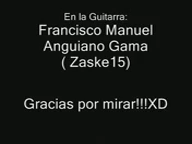 En la Guitarra:
Francisco Manuel
Anguiano Gama
( Zaske15)
Gracias por mirar!!!XD